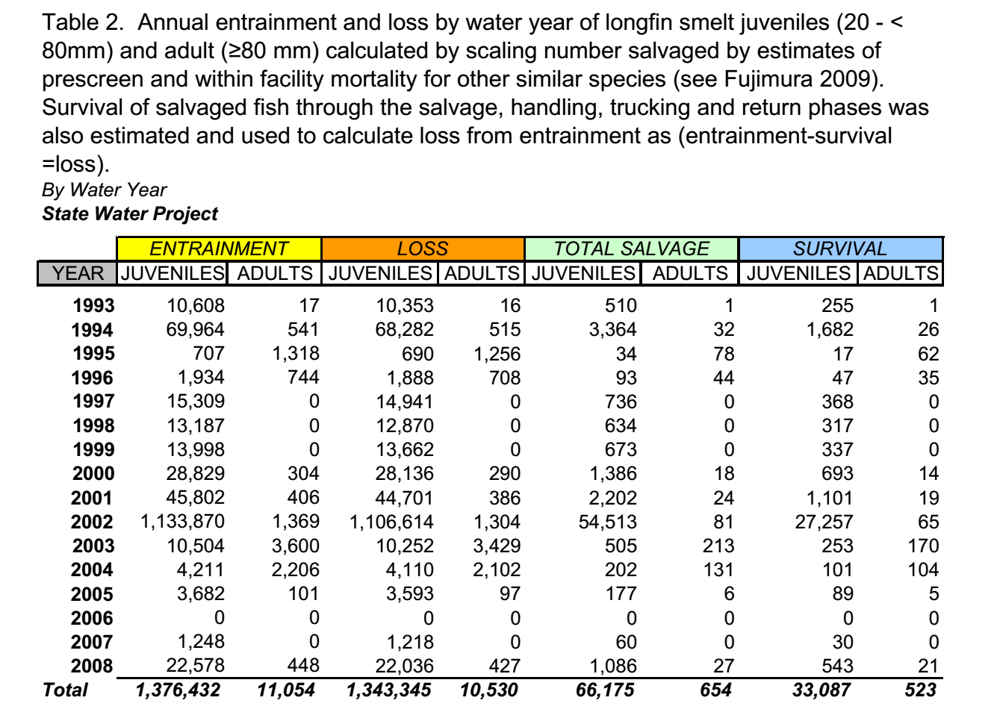 Table 2.  Annual entrainment and loss by water year of longfin smelt juveniles (20 - <
80mm) and adult (≥80 mm) calculated by scaling number salvaged by estimates of
prescreen and within facility mortality for other similar species (see Fujimura 2009).
Survival of salvaged fish through the salvage, handling, trucking and return phases was
also estimated and used to calculate loss from entrainment as (entrainment-survival
=loss).
By Water Year
State Water Project
ENTRAINMENT LOSS TOTAL SALVAGE SURVIVAL
YEAR JUVENILES ADULTS JUVENILES ADULTS JUVENILES ADULTS JUVENILES ADULTS
1993 10,608 17 10,353 16 510 1 255 1
1994 69,964 541 68,282 515 3,364 32 1,682 26
1995 707 1,318 690 1,256 34 78 17 62
1996 1,934 744 1,888 708 93 44 47 35
1997 15,309 0 14,941 0 736 0 368 0
1998 13,187 0 12,870 0 634 0 317 0
1999 13,998 0 13,662 0 673 0 337 0
2000 28,829 304 28,136 290 1,386 18 693 14
2001 45,802 406 44,701 386 2,202 24 1,101 19
2002 1,133,870 1,369 1,106,614 1,304 54,513 81 27,257 65
2003 10,504 3,600 10,252 3,429 505 213 253 170
2004 4,211 2,206 4,110 2,102 202 131 101 104
2005 3,682 101 3,593 97 177 6 89 5
2006 0 0 0 0 0 0 0 0
2007 1,248 0 1,218 0 60 0 30 0
2008 22,578 448 22,036 427 1,086 27 543 21
Total 1,376,432 11,054 1,343,345 10,530 66,175 654 33,087 523